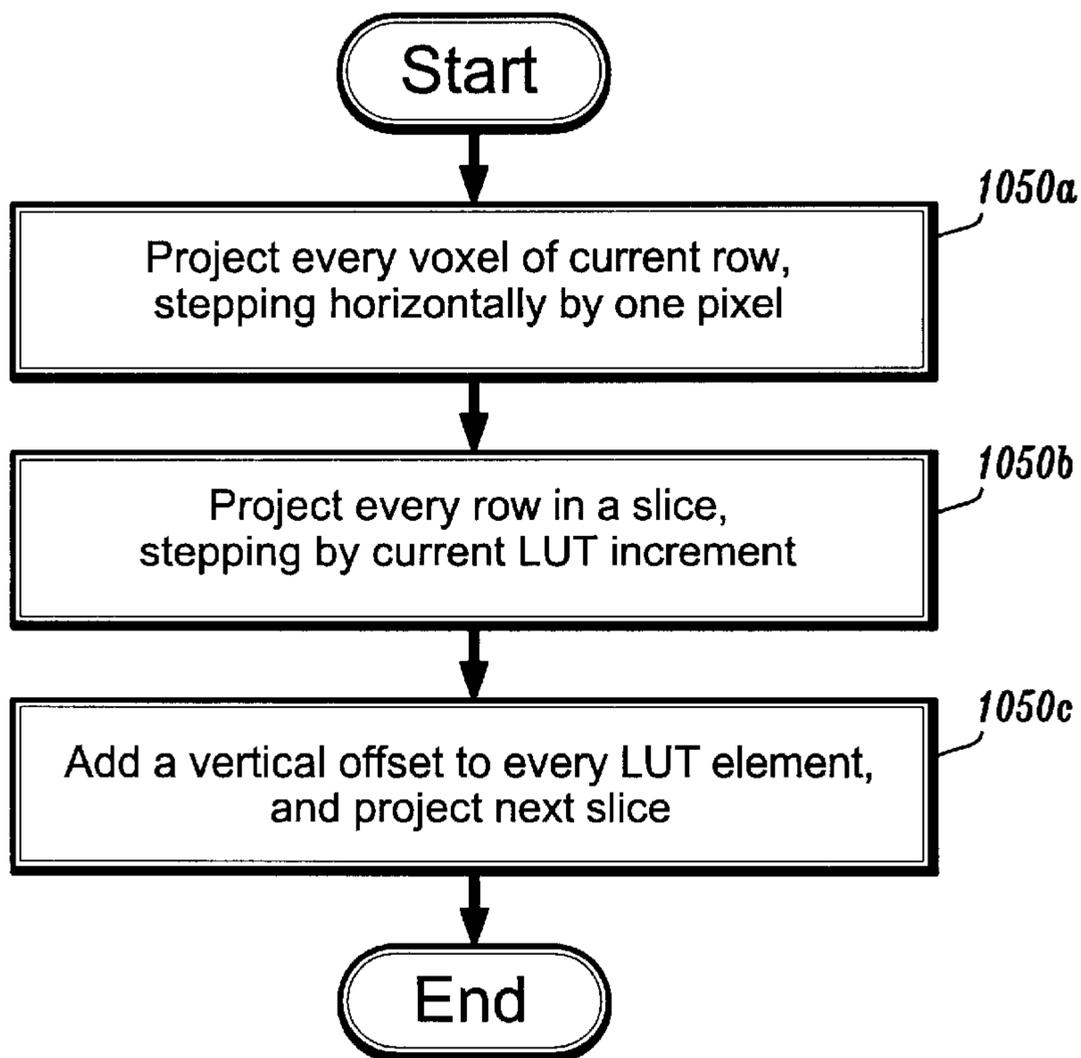 Start
1050a
Project every voxel of current row,
stepping horizontally by one pixel
1050b
Project every row in a slice,
stepping by current LUT increment
1050c
Add a vertical offset to every LUT element,
and project next slice
End